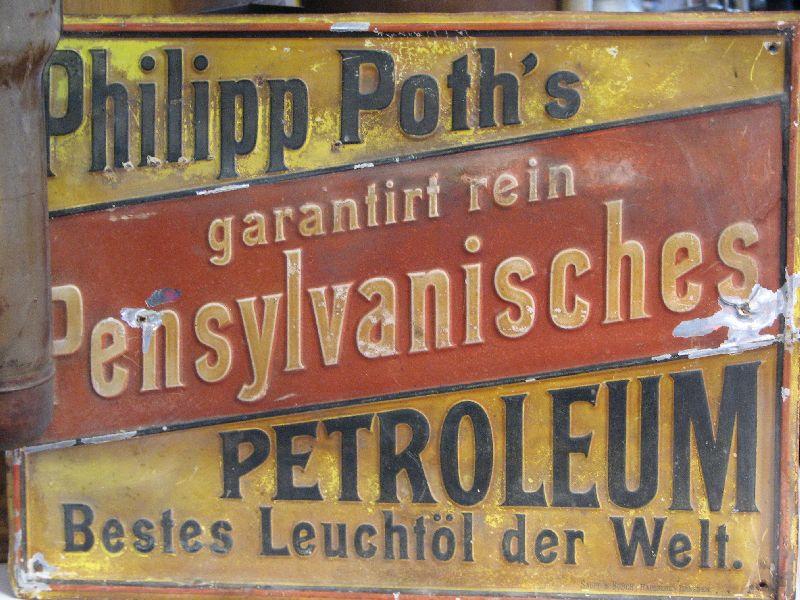 Philipp Poth's
garantirt rein
Pensylvanisches
PETROLEUM
Bestes Leuchtöl der Welt.